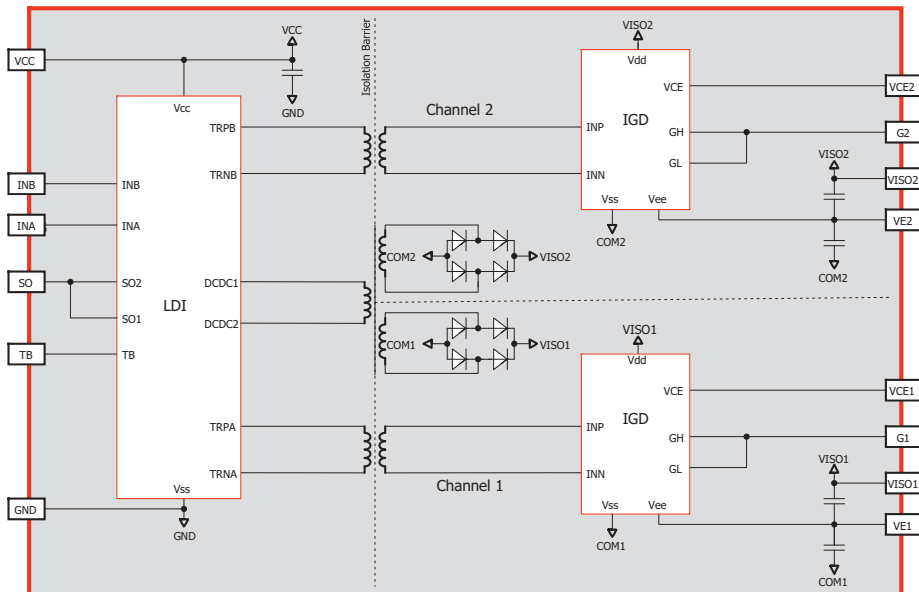 VCC
INB
INA
SO
TB
GND
VCC
GND
Isolation Barrier
Vcc
INB
INA
SO2
SO1
TB
LDI
TRPB
TRNB
DCDC1
DCDC2
TRPA
TRNA
Vss
GND
Channel 2
COM2
VISO2
COM1
VISO1
Channel 1
VISO2
Vdd
INP
INN
IGD
VCE
GH
GL
Vss
Vee
COM2
VISO2
COM2
VCE2
G2
VISO2
VE2
VISO1
Vdd
INP
INN
IGD
VCE
GH
GL
Vss
Vee
COM1
VISO1
COM1
VCE1
G1
VISO1
VE1